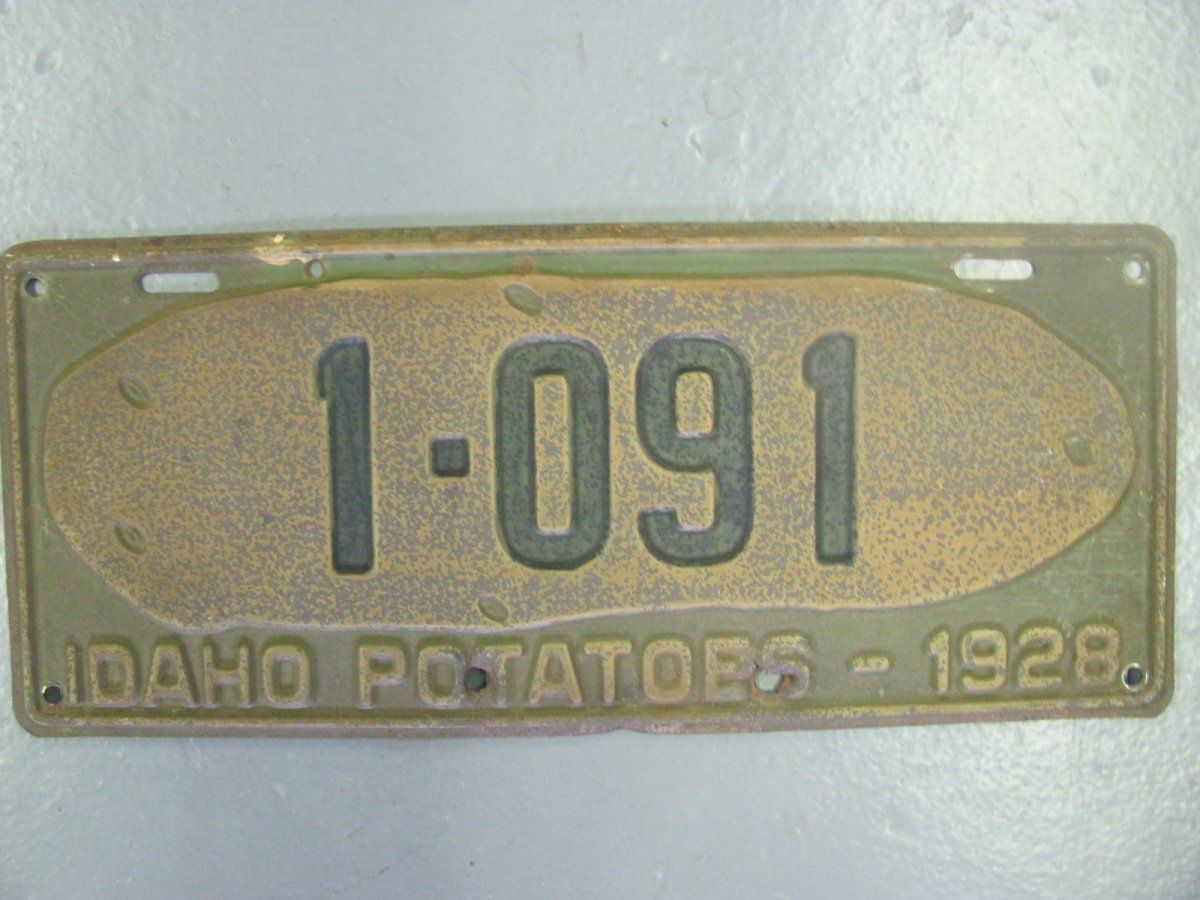 1-091
IDAHO POTATOES - 1928